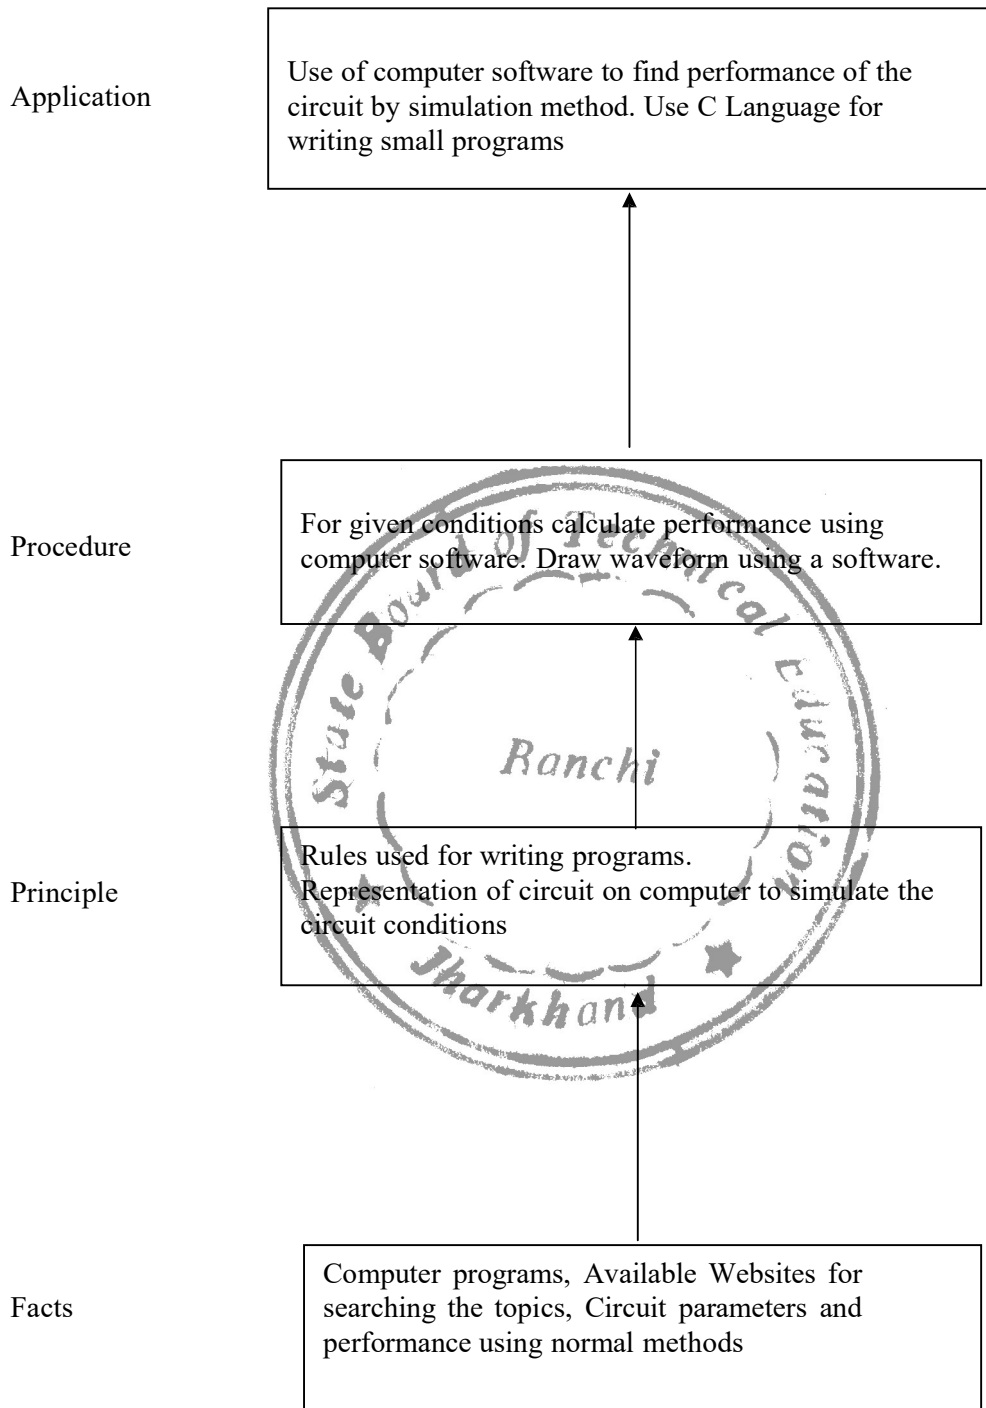 Application
Use of computer software to find performance of the
circuit by simulation method. Use C Language for
writing small programs
Procedure
For given conditions calculate performance using
computer software. Draw waveform using a software.
State Board of Technical Education
Ranchi
Jharkhand
Principle
Rules used for writing programs.
Representation of circuit on computer to simulate the
circuit conditions
Facts
Computer programs, Available Websites for
searching the topics, Circuit parameters and
performance using normal methods